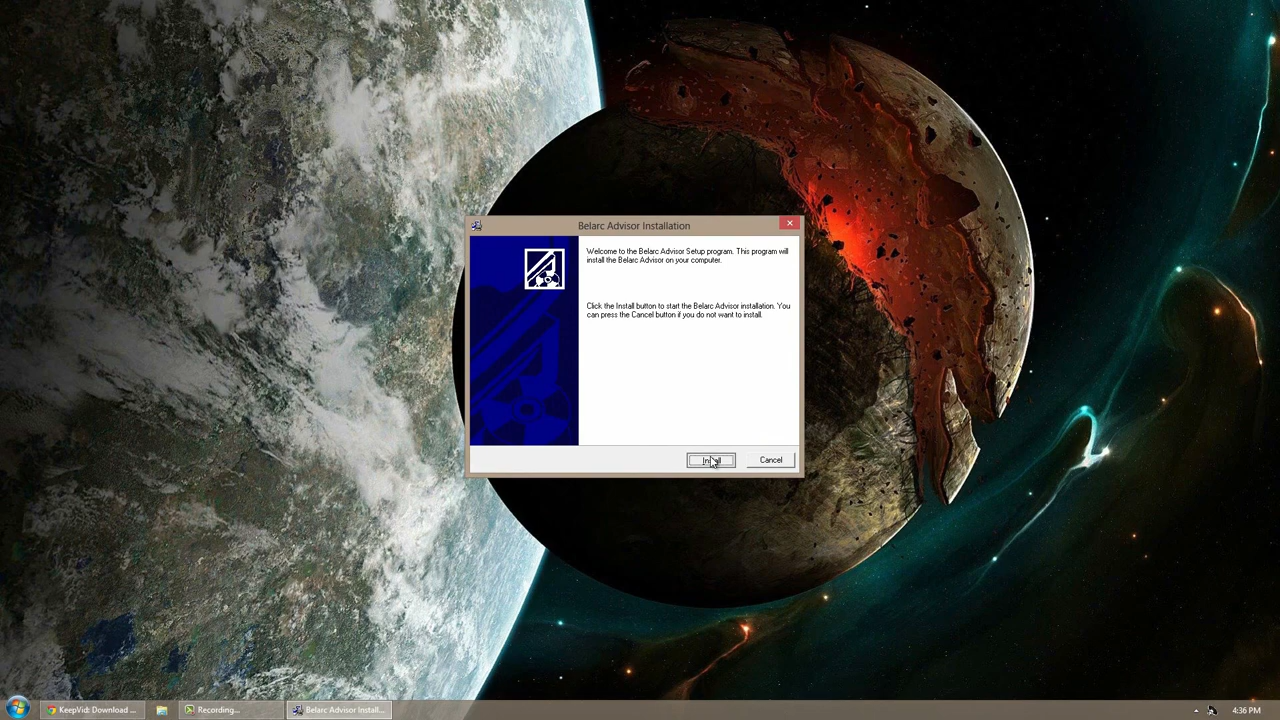 Belarc Advisor Installation
Welcome to the Belarc Advisor Setup program. This program will
install the Belarc Advisor on your computer.
Click the Install button to start the Belarc Advisor installation. You
can press the Cancel button if you do not want to install.
Cancel
KeepVid: Download ...
Recording...
Belarc Advisor Install...
4:36 PM